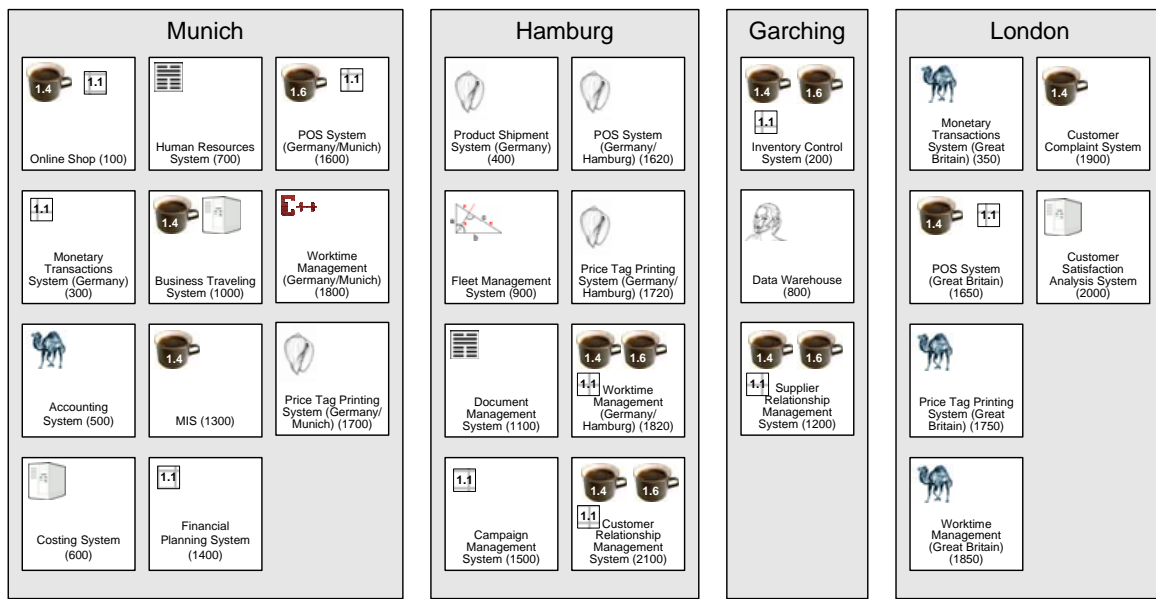 Munich
1.4
1.1
Online Shop (100)
Human Resources
System (700)
1.6
1.1
POS System
(Germany/Munich)
(1600)
1.1
Monetary
Transactions
System (Germany)
(300)
1.4
Business Traveling
System (1000)
C++
Worktime
Management
(Germany/Munich)
(1800)
Accounting
System (500)
1.4
MIS (1300)
Price Tag Printing
System (Germany/
Munich) (1700)
Costing System
(600)
1.1
Financial
Planning System
(1400)
Hamburg
Product Shipment
System (Germany)
(400)
POS System
(Germany/
Hamburg) (1620)
b
Fleet Management
System (900)
Price Tag Printing
System (Germany/
Hamburg) (1720)
Document
Management
System (1100)
1.4 1.6
1.1
Worktime
Management
(Germany/
Hamburg) (1820)
1.1
Campaign
Management
System (1500)
1.4 1.6
1.1
Customer
Relationship
Management
System (2100)
Garching
1.4 1.6
1.1
Inventory Control
System (200)
Data Warehouse
(800)
1.4 1.6
1.1
Supplier
Relationship
Management
System (1200)
London
Monetary
Transactions
System (Great
Britain) (350)
1.4
Customer
Complaint System
(1900)
1.4
1.1
POS System
(Great Britain)
(1650)
Customer
Satisfaction
Analysis System
(2000)
Price Tag Printing
System (Great
Britain) (1750)
Worktime
Management
(Great Britain)
(1850)